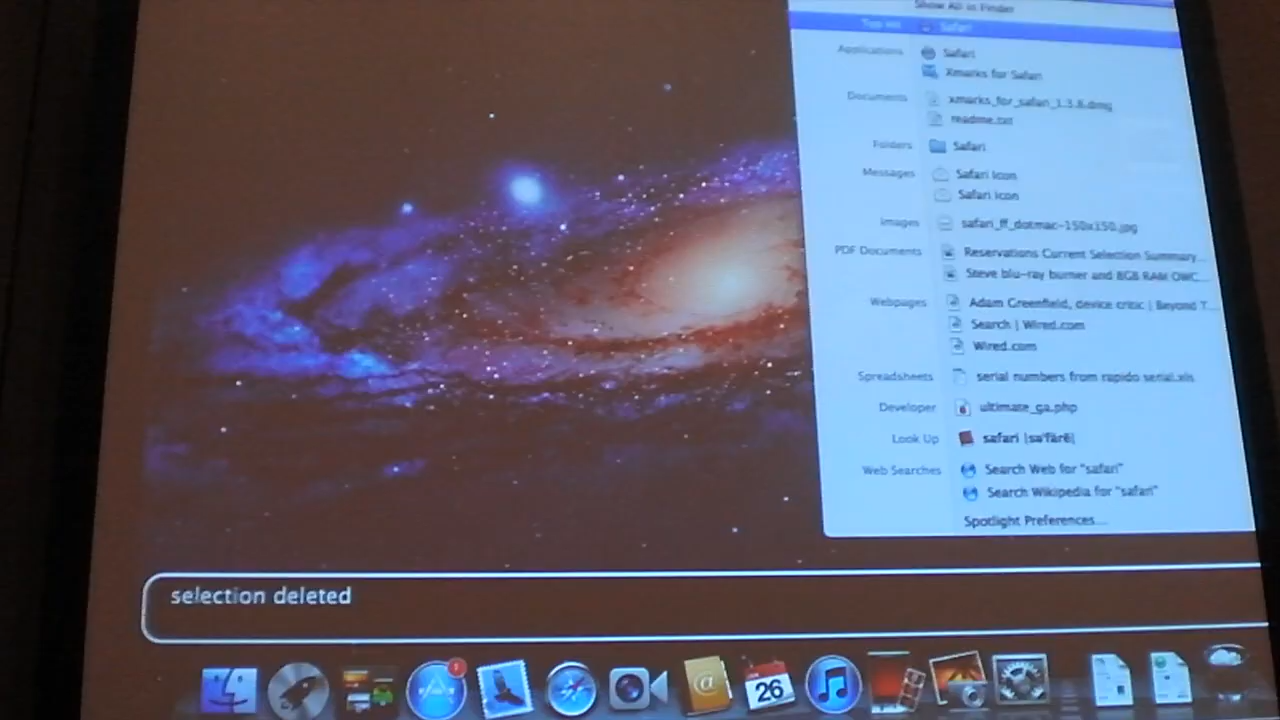 Show All in Finder
Top Hit Safari
Applications Safari
Xmarks for Safari
Documents xmarks_for_safari_1.3.8.dmg
readme.txt
Folders Safari
Messages Safari Icon
Safari Icon
Images safari_ff_dotmac-150x150.jpg
PDF Documents Reservations Current Selection Summary...
Steve blu-ray burner and 8GB RAM OWC...
Webpages Adam Greenfield, device critic | Beyond T...
Search | Wired.com
Wired.com
Spreadsheets serial numbers from rapido serial.xls
Developer ultimate_ga.php
Look Up safari |səˈfärē|
Web Searches Search Web for "safari"
Search Wikipedia for "safari"
Spotlight Preferences...
selection deleted
1
@
26